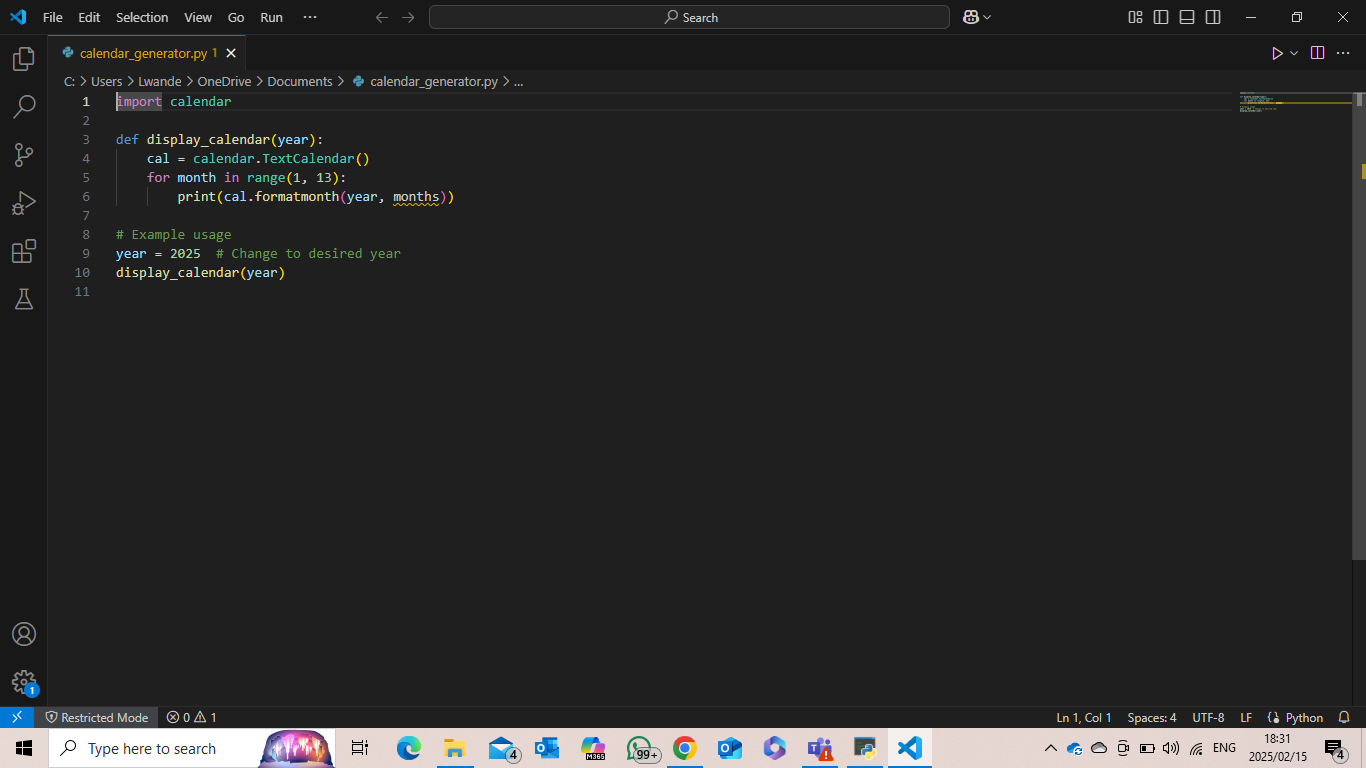 File Edit Selection View Go Run ···
Search
calendar_generator.py 1
C: > Users > Lwande > OneDrive > Documents > calendar_generator.py > ...
1 import calendar
2
3 def display_calendar(year):
4     cal = calendar.TextCalendar()
5     for month in range(1, 13):
6         print(cal.formatmonth(year, months))
7
8 # Example usage
9 year = 2025  # Change to desired year
10 display_calendar(year)
11
1
Restricted Mode 0 1 Ln 1, Col 1 Spaces: 4 UTF-8 LF Python
Type here to search 4 M365 99+ ENG 18:31
2025/02/15 4